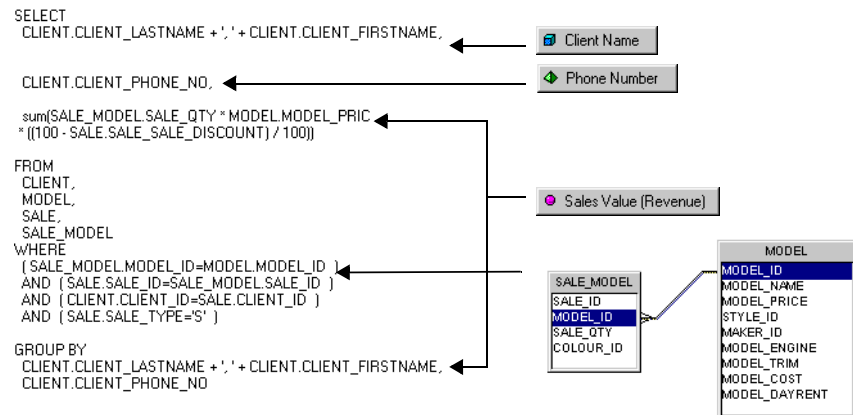 SELECT
CLIENT.CLIENT_LASTNAME + ', ' + CLIENT.CLIENT_FIRSTNAME,
Client Name
CLIENT.CLIENT_PHONE_NO,
Phone Number
sum(SALE_MODEL.SALE_QTY * MODEL.MODEL_PRIC
* ((100 - SALE.SALE_SALE_DISCOUNT) / 100))
FROM
CLIENT,
MODEL,
SALE,
SALE_MODEL
WHERE
( SALE_MODEL.MODEL_ID=MODEL.MODEL_ID )
AND ( SALE.SALE_ID=SALE_MODEL.SALE_ID )
AND ( CLIENT.CLIENT_ID=SALE.CLIENT_ID )
AND ( SALE.SALE_TYPE='S' )
GROUP BY
CLIENT.CLIENT_LASTNAME + ', ' + CLIENT.CLIENT_FIRSTNAME,
CLIENT.CLIENT_PHONE_NO
Sales Value (Revenue)
SALE_MODEL
SALE_ID
MODEL_ID
SALE_QTY
COLOUR_ID
MODEL
MODEL_ID
MODEL_NAME
MODEL_PRICE
STYLE_ID
MAKER_ID
MODEL_ENGINE
MODEL_TRIM
MODEL_COST
MODEL_DAYRENT